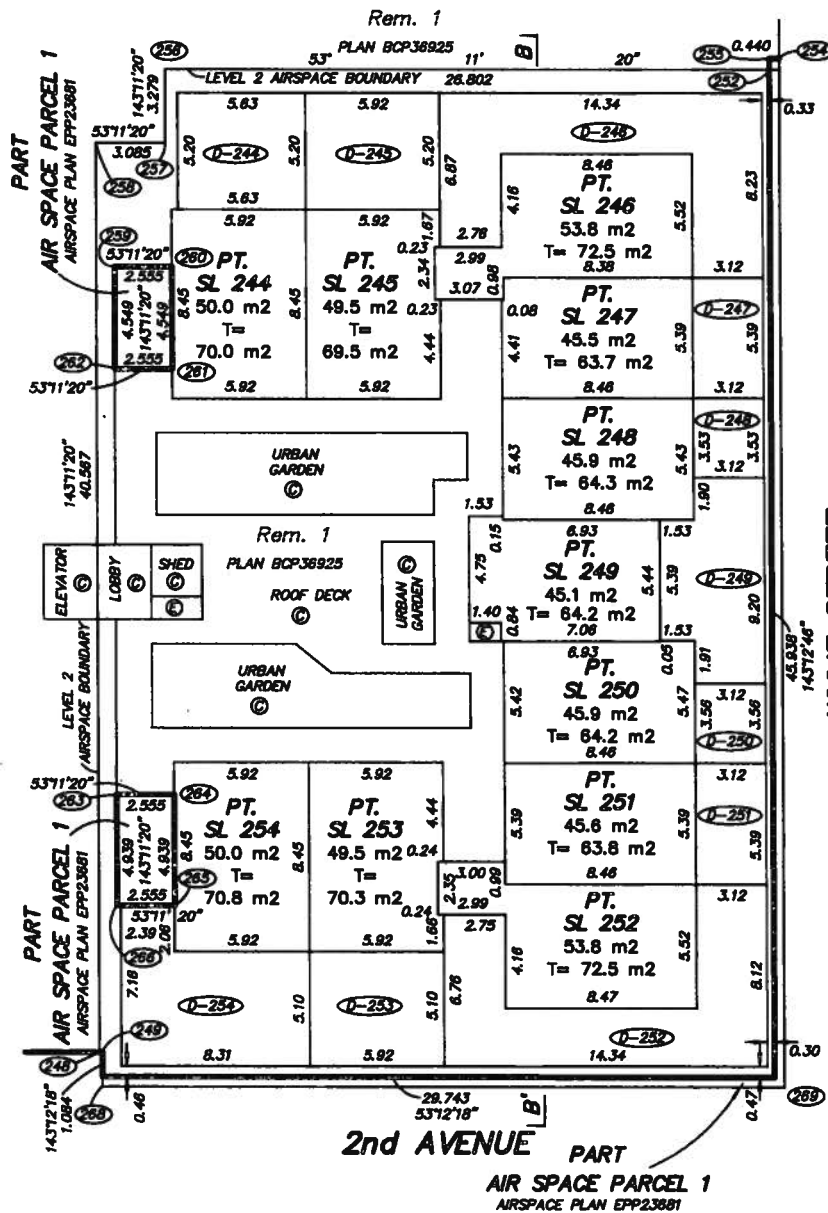 Rem. 1
PLAN BCP36925
B
53° 11' 20"
LEVEL 2 AIRSPACE BOUNDARY 26.802
256
255
0.440
254
252
0.33
143°11'20"
3.279
53°11'20"
3.085
257
258
PART
AIR SPACE PARCEL 1
AIRSPACE PLAN EPP23681
5.63
5.92
14.34
5.20
D-244
5.20
D-245
5.20
D-246
6.87
8.23
5.63
259
53°11'20"
260
2.555
4.549
143°11'20"
4.549
2.555
262
261
53°11'20"
5.92
PT.
SL 244
50.0 m2
T=
70.0 m2
8.45
8.45
5.92
5.92
PT.
SL 245
49.5 m2
T=
69.5 m2
5.92
1.67
0.23
2.34
0.23
4.44
2.76
2.99
3.07
0.98
8.46
PT.
SL 246
53.8 m2
T= 72.5 m2
8.38
4.16
5.52
3.12
0.08
PT.
SL 247
45.5 m2
T= 63.7 m2
8.46
4.41
5.39
D-247
5.39
3.12
PT.
SL 248
45.9 m2
T= 64.3 m2
8.46
5.43
5.43
D-248
3.53
3.53
3.12
1.90
143°11'20"
40.567
URBAN
GARDEN
C
Rem. 1
PLAN BCP36925
ROOF DECK
C
C
URBAN
GARDEN
ELEVATOR
C
LOBBY
C
SHED
C
E
URBAN
GARDEN
C
LEVEL 2
AIRSPACE BOUNDARY
1.53
6.93
1.53
0.15
4.75
PT.
SL 249
45.1 m2
T= 64.2 m2
7.06
5.44
5.39
D-249
9.20
1.40
E
0.84
1.53
45.938
143°12'46"
6.93
0.05
1.91
PT.
SL 250
45.9 m2
T= 64.2 m2
8.46
5.42
5.47
3.12
3.56
3.56
D-250
3.12
PT.
SL 251
45.6 m2
T= 63.8 m2
8.46
5.39
5.39
D-251
5.39
3.12
PT.
SL 252
53.8 m2
T= 72.5 m2
8.47
4.16
5.52
8.12
53°11'20"
263
264
2.555
4.939
143°11'20"
4.939
2.555
265
53°11' 20"
2.39
2.06
266
7.16
5.92
PT.
SL 254
50.0 m2
T=
70.8 m2
8.45
8.45
5.92
5.92
PT.
SL 253
49.5 m2
T=
70.3 m2
5.92
4.44
0.24
2.35
3.00
0.99
2.99
0.24
1.66
2.75
PART
AIR SPACE PARCEL 1
AIRSPACE PLAN EPP23681
D-254
5.10
D-253
5.10
6.76
D-252
8.31
5.92
14.34
0.30
248
249
143°12'18"
1.084
268
0.46
29.743
53°12'18"
B'
0.47
269
2nd AVENUE
PART
AIR SPACE PARCEL 1
AIRSPACE PLAN EPP23681